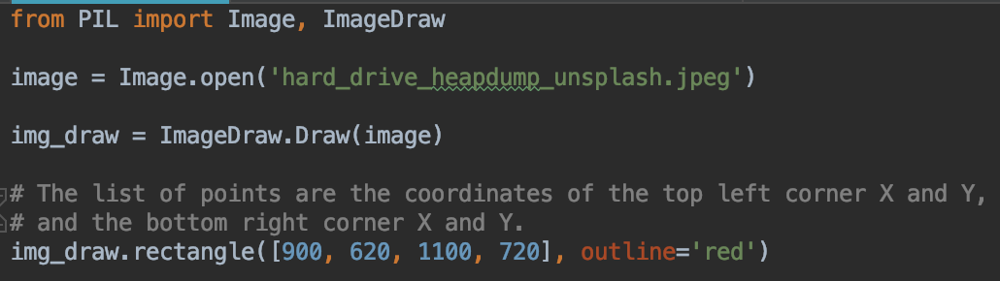 from PIL import Image, ImageDraw
image = Image.open('hard_drive_heapdump_unsplash.jpeg')
img_draw = ImageDraw.Draw(image)
# The list of points are the coordinates of the top left corner X and Y,
# and the bottom right corner X and Y.
img_draw.rectangle([900, 620, 1100, 720], outline='red')